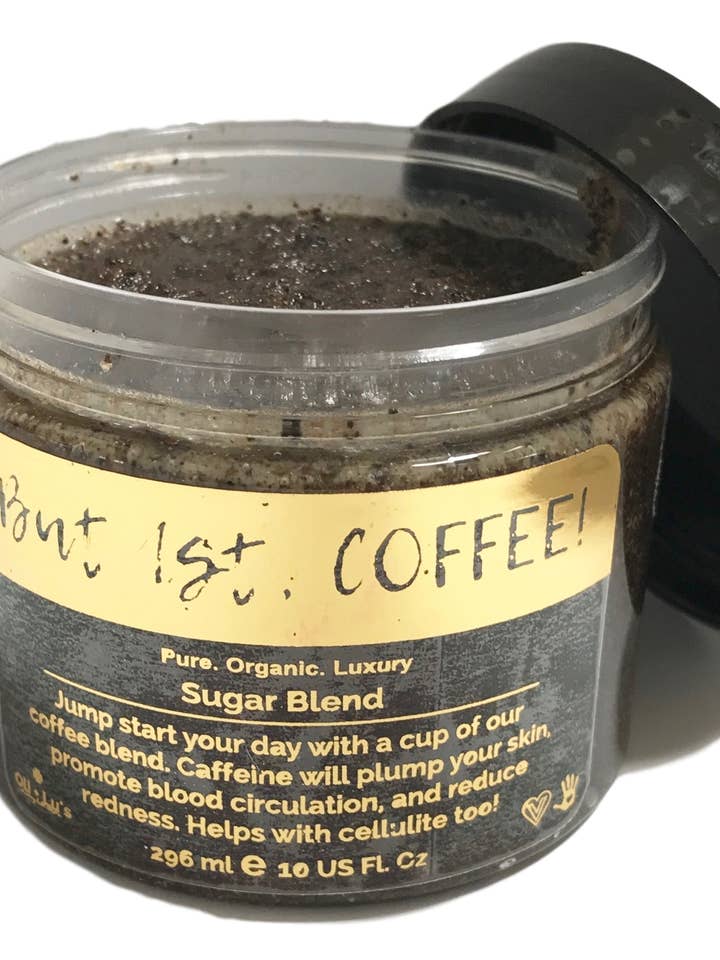 But 1st, COFFEE!
Pure. Organic. Luxury
Sugar Blend
Jump start your day with a cup of our
coffee blend. Caffeine will plump your skin,
promote blood circulation, and reduce
redness. Helps with cellulite too!
296 ml e 10 US Fl. Oz